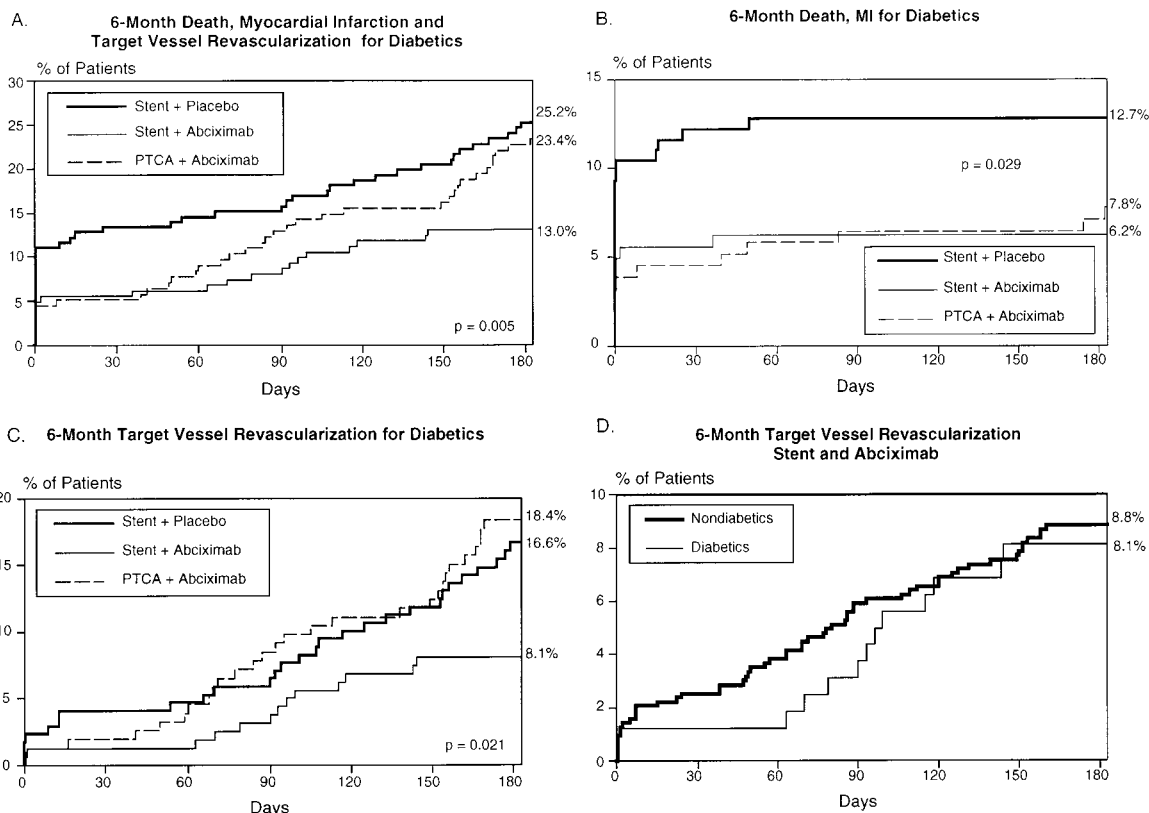 A.
6-Month Death, Myocardial Infarction and
Target Vessel Revascularization for Diabetics
% of Patients
30
25
20
15
10
5
0
Stent + Placebo
Stent + Abciximab
PTCA + Abciximab
25.2%
23.4%
13.0%
p = 0.005
0 30 60 90 120 150 180
Days
B.
6-Month Death, MI for Diabetics
% of Patients
15
10
5
0
12.7%
p = 0.029
7.8%
6.2%
Stent + Placebo
Stent + Abciximab
PTCA + Abciximab
0 30 60 90 120 150 180
Days
C.
6-Month Target Vessel Revascularization for Diabetics
% of Patients
20
15
10
5
0
Stent + Placebo
Stent + Abciximab
PTCA + Abciximab
18.4%
16.6%
8.1%
p = 0.021
0 30 60 90 120 150 180
Days
D.
6-Month Target Vessel Revascularization
Stent and Abciximab
% of Patients
10
8
6
4
2
0
Nondiabetics
Diabetics
8.8%
8.1%
0 30 60 90 120 150 180
Days